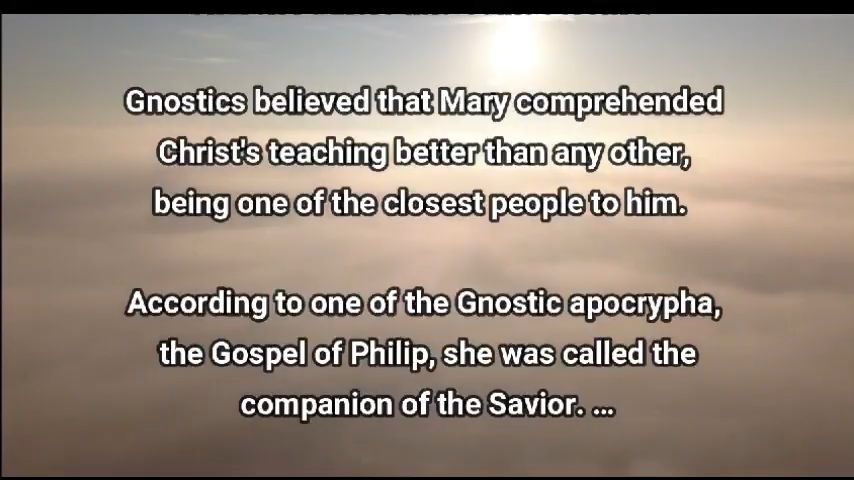 Gnostics believed that Mary comprehended
Christ's teaching better than any other,
being one of the closest people to him.
According to one of the Gnostic apocrypha,
the Gospel of Philip, she was called the
companion of the Savior. ...